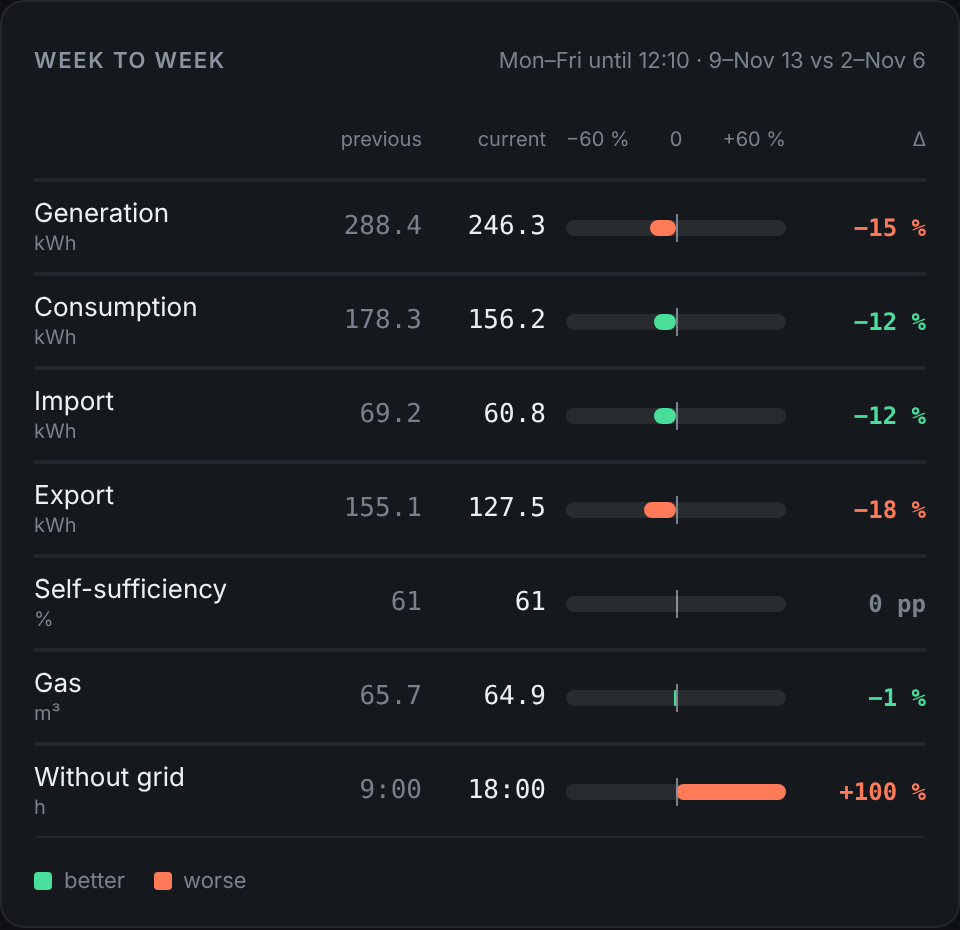 WEEK TO WEEK Mon–Fri until 12:10 · 9–Nov 13 vs 2–Nov 6
previous current −60 % 0 +60 % Δ
Generation 288.4 246.3 −15 %
kWh
Consumption 178.3 156.2 −12 %
kWh
Import 69.2 60.8 −12 %
kWh
Export 155.1 127.5 −18 %
kWh
Self-sufficiency 61 61 0 pp
%
Gas 65.7 64.9 −1 %
m³
Without grid 9:00 18:00 +100 %
h
better worse